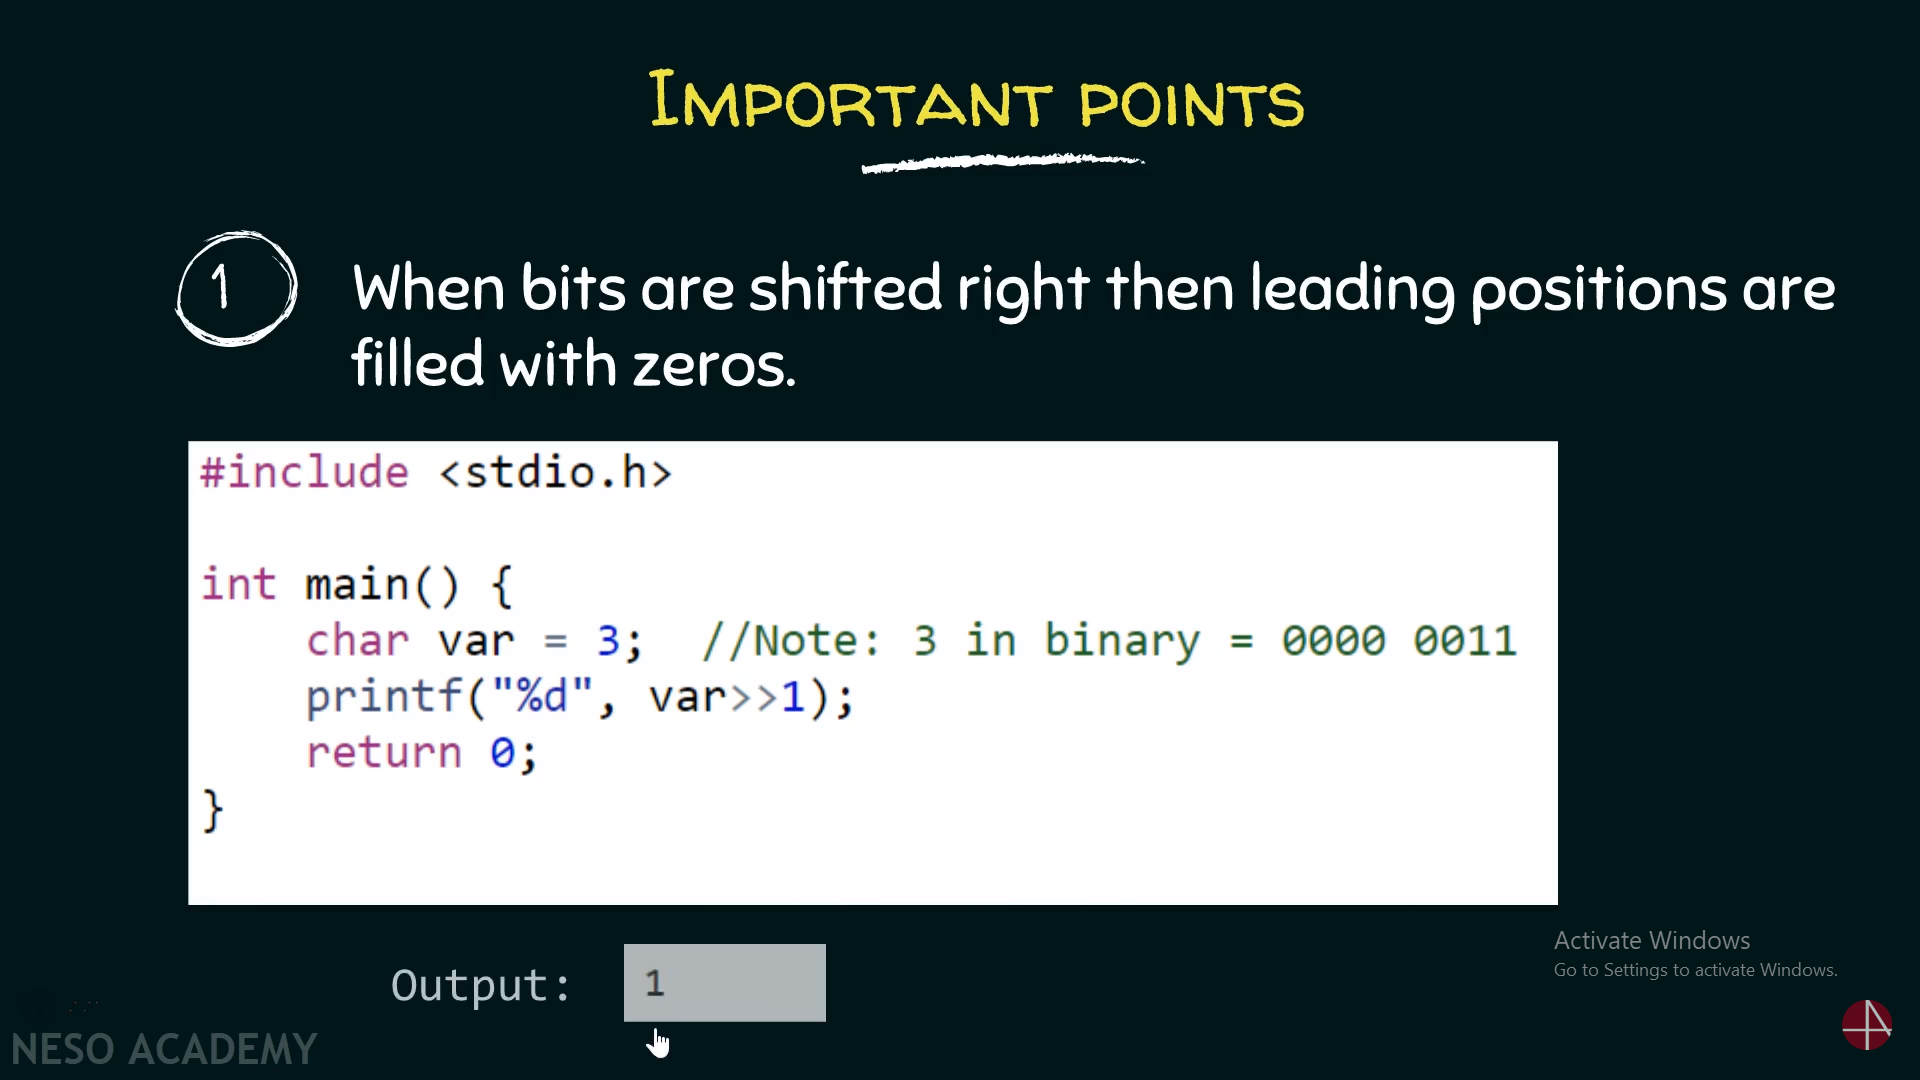 IMPORTANT POINTS
1
When bits are shifted right then leading positions are
filled with zeros.
#include <stdio.h>
int main() {
char var = 3; //Note: 3 in binary = 0000 0011
printf("%d", var>>1);
return 0;
}
Output: 1
Activate Windows
Go to Settings to activate Windows.
NESO ACADEMY